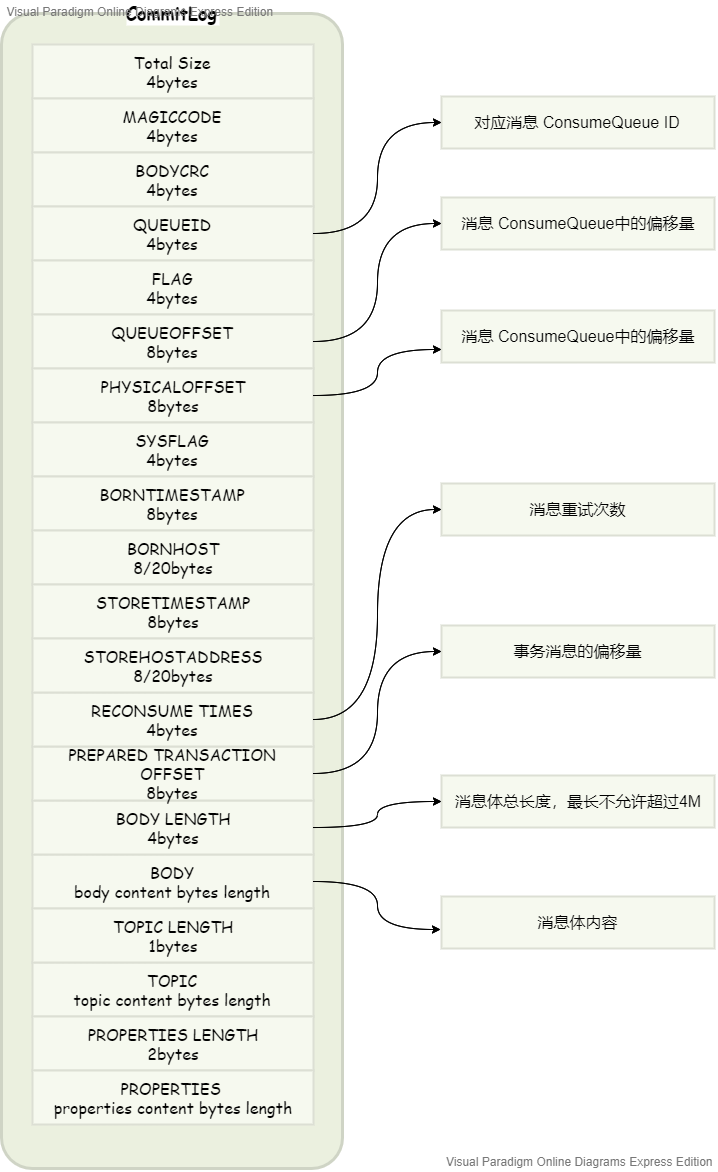 Visual Paradigm Online Diagrams Express Edition
CommitLog
Total Size
4bytes
MAGICCODE
4bytes
BODYCRC
4bytes
QUEUEID
4bytes
FLAG
4bytes
QUEUEOFFSET
8bytes
PHYSICALOFFSET
8bytes
SYSFLAG
4bytes
BORNTIMESTAMP
8bytes
BORNHOST
8/20bytes
STORETIMESTAMP
8bytes
STOREHOSTADDRESS
8/20bytes
RECONSUME TIMES
4bytes
PREPARED TRANSACTION
OFFSET
8bytes
BODY LENGTH
4bytes
BODY
body content bytes length
TOPIC LENGTH
1bytes
TOPIC
topic content bytes length
PROPERTIES LENGTH
2bytes
PROPERTIES
properties content bytes length
对应消息 ConsumeQueue ID
消息 ConsumeQueue中的偏移量
消息 ConsumeQueue中的偏移量
消息重试次数
事务消息的偏移量
消息体总长度，最长不允许超过4M
消息体内容
Visual Paradigm Online Diagrams Express Edition